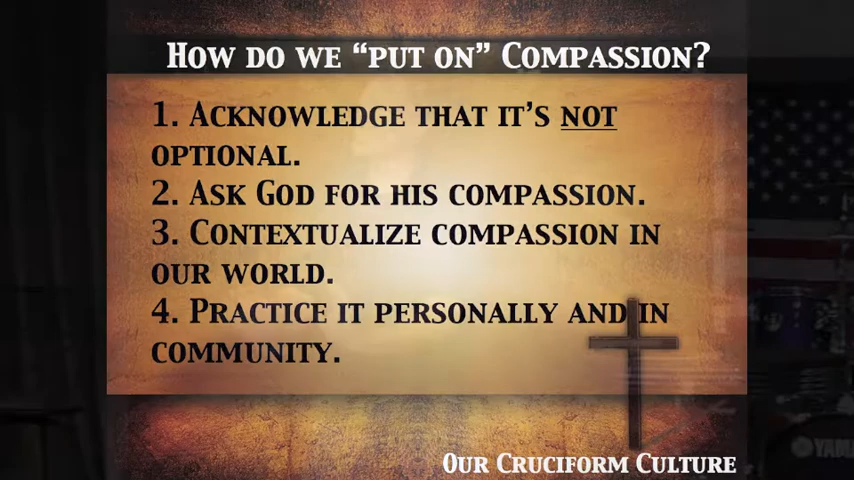 How do we “put on” Compassion?
1. Acknowledge that it’s not
optional.
2. Ask God for his compassion.
3. Contextualize compassion in
our world.
4. Practice it personally and in
community.
Our Cruciform Culture